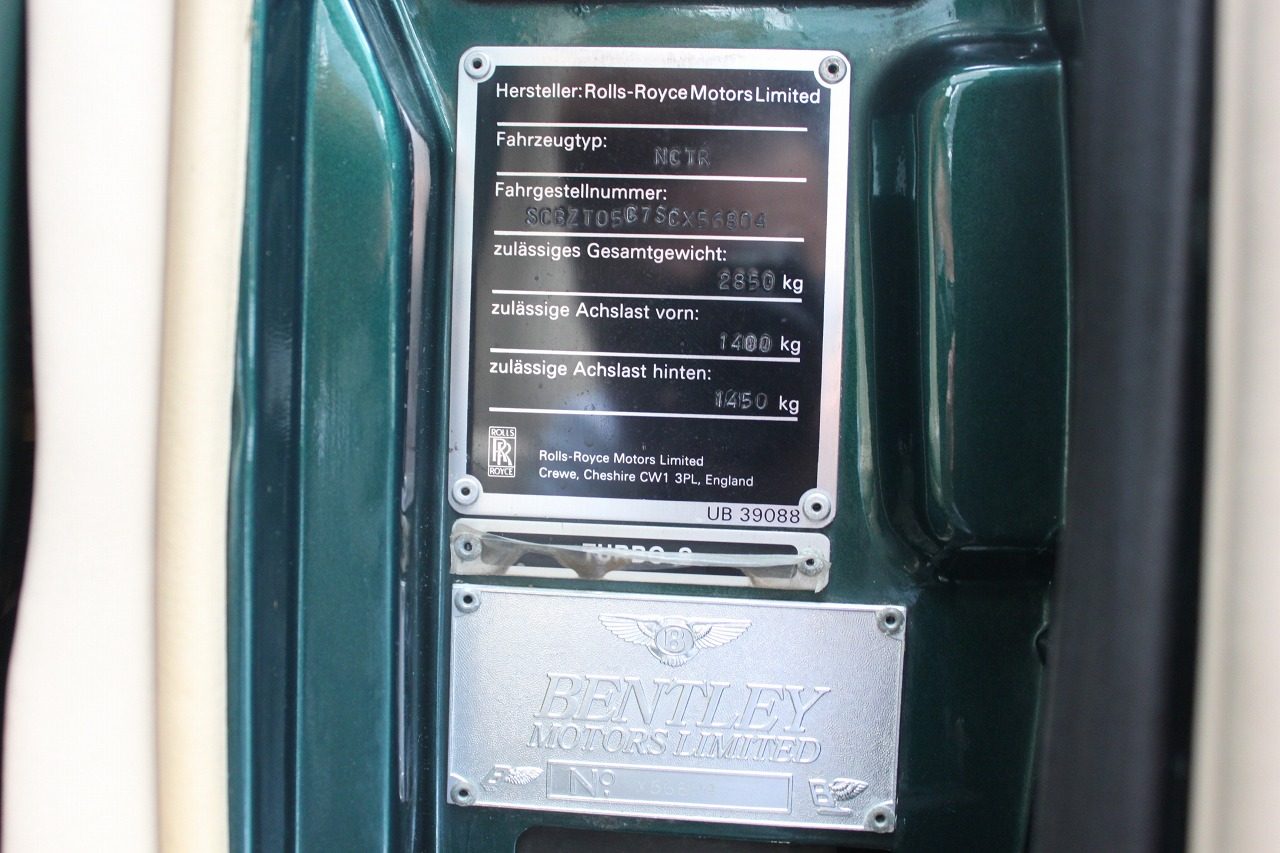 Hersteller: Rolls-Royce Motors Limited
Fahrzeugtyp:
NCTR
Fahrgestellnummer:
SCBZT05C7SCX56804
zulässiges Gesamtgewicht:
2850 kg
zulässige Achslast vorn:
1400 kg
zulässige Achslast hinten:
1450 kg
ROLLS
RR
ROYCE
Rolls-Royce Motors Limited
Crewe, Cheshire CW1 3PL, England
UB 39088
TURBO
B
BENTLEY
MOTORS LIMITED
B
No:
B